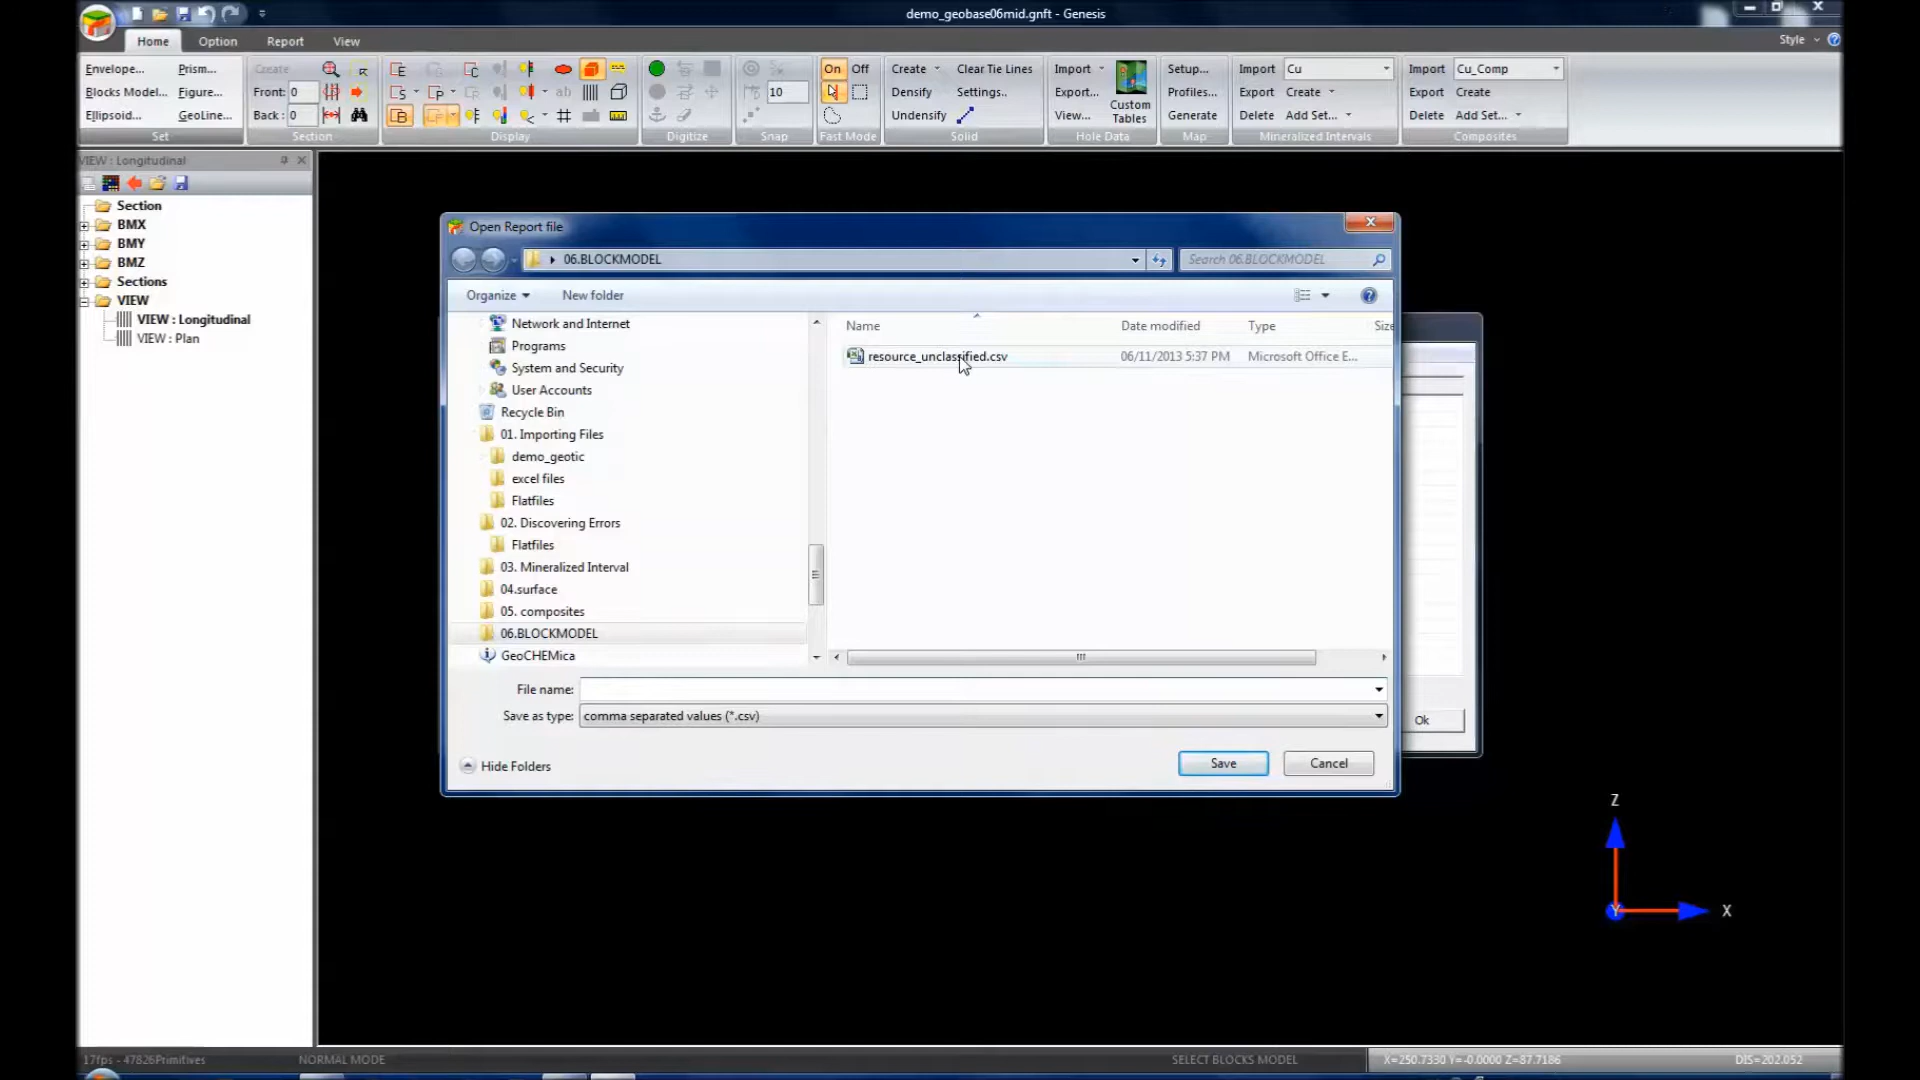 demo_geobase06mid.gnft - Genesis
Home Option Report View Style
Envelope... Prism... Create On Off Create Clear Tie Lines Import Setup... Import Cu Import Cu_Comp
Blocks Model... Figure... Front: 0 10 Densify Settings.. Export... Custom Tables Profiles... Export Create Export Create
Ellipsoid... GeoLine... Back : 0 Undensify View... Generate Delete Add Set... Delete Add Set...
Set Section Display Digitize Snap Fast Mode Solid Hole Data Map Mineralized Intervals Composites
VIEW : Longitudinal
Section
BMX
BMY
BMZ
Sections
VIEW
VIEW : Longitudinal
VIEW : Plan
Open Report file
06.BLOCKMODEL Search 06.BLOCKMODEL
Organize New folder
Name Date modified Type Size
resource_unclassified.csv 06/11/2013 5:37 PM Microsoft Office E...
Network and Internet
Programs
System and Security
User Accounts
Recycle Bin
01. Importing Files
demo_geotic
excel files
Flatfiles
02. Discovering Errors
Flatfiles
03. Mineralized Interval
04.surface
05. composites
06.BLOCKMODEL
GeoCHEMica
File name:
Save as type: comma separated values (*.csv)
Hide Folders Save Cancel
Ok
Z
Y X
17fps - 47826Primitives NORMAL MODE SELECT BLOCKS MODEL X=250.7330 Y=-0.0000 Z=87.7186 DIS=202.052